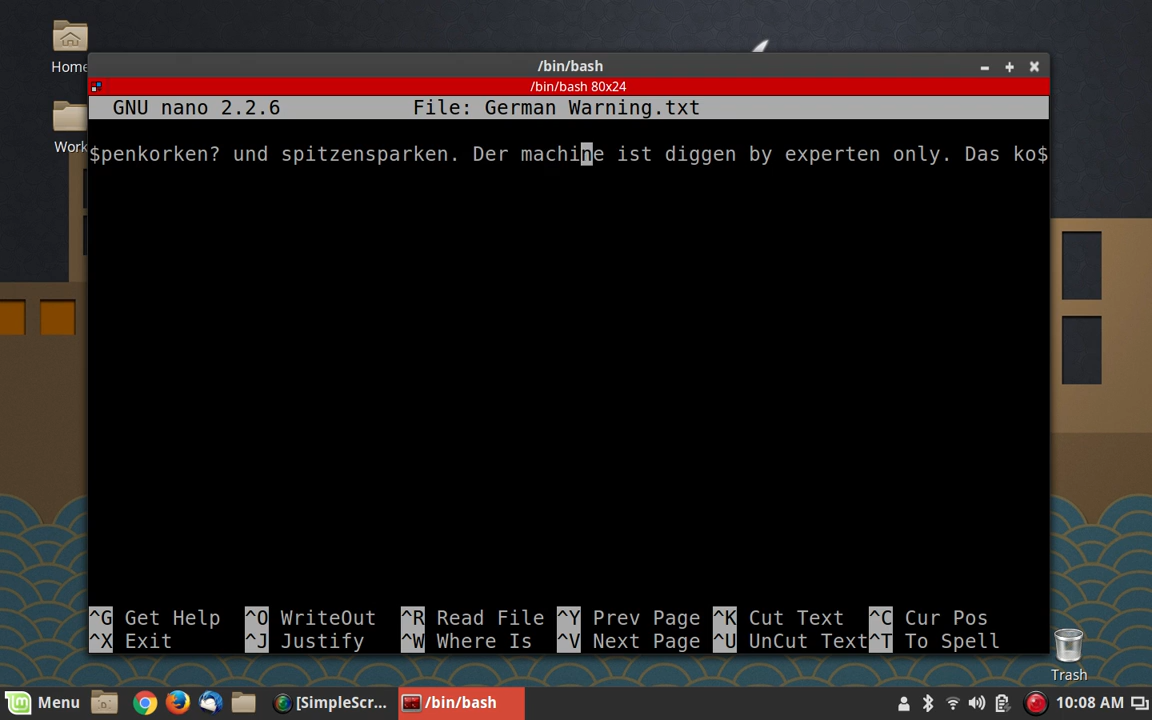 Home
Work
/bin/bash
/bin/bash 80x24
GNU nano 2.2.6 File: German Warning.txt
$penkorken? und spitzensparken. Der machine ist diggen by experten only. Das ko$
^G Get Help ^O WriteOut ^R Read File ^Y Prev Page ^K Cut Text ^C Cur Pos
^X Exit ^J Justify ^W Where Is ^V Next Page ^U UnCut Text ^T To Spell
Trash
Menu [SimpleScr... /bin/bash 10:08 AM